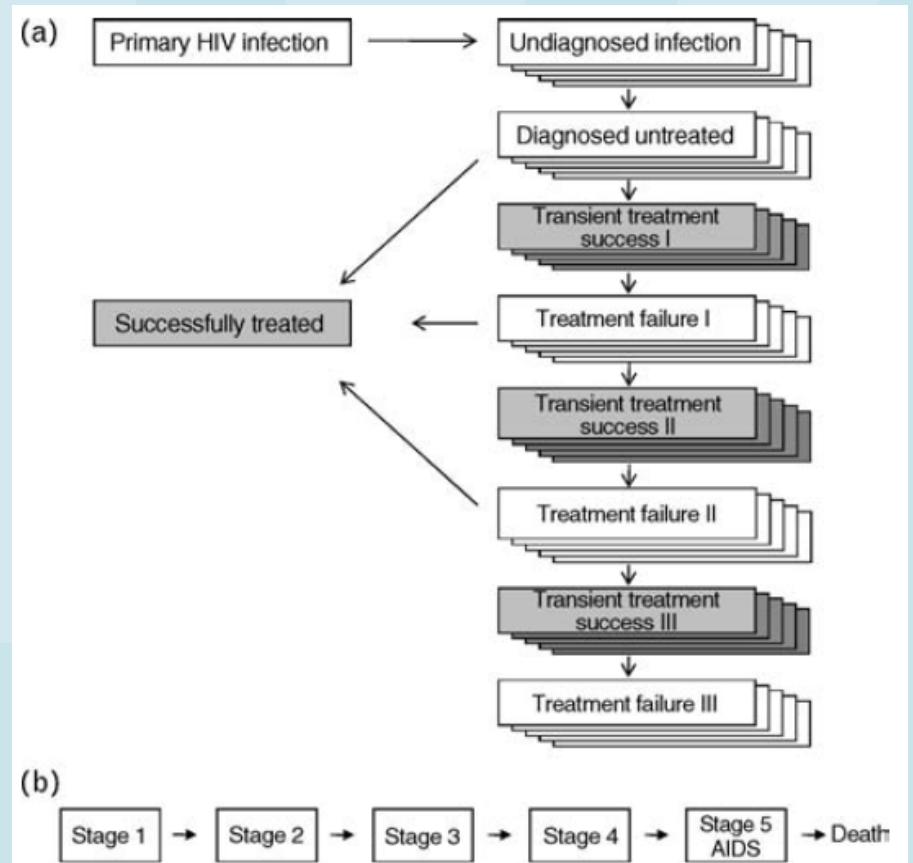 (a)
Primary HIV infection
Undiagnosed infection
Diagnosed untreated
Transient treatment
success I
Successfully treated
Treatment failure I
Transient treatment
success II
Treatment failure II
Transient treatment
success III
Treatment failure III
(b)
Stage 1
Stage 2
Stage 3
Stage 4
Stage 5
AIDS
Death